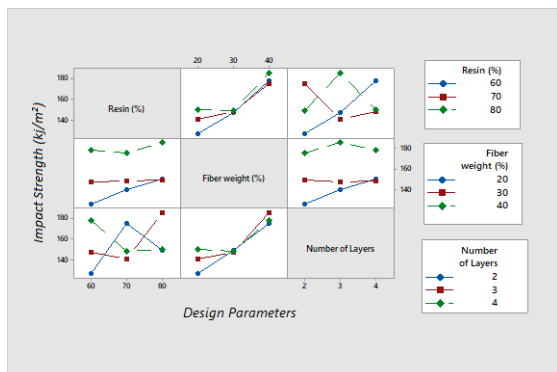 20 30 40
Impact Strength (kj/m²)
180
160
140
Resin (%)
Fiber weight (%)
180
160
140
180
160
140
Number of Layers
60 70 80
2 3 4
Design Parameters
Resin (%)
60
70
80
Fiber
weight (%)
20
30
40
Number
of Layers
2
3
4